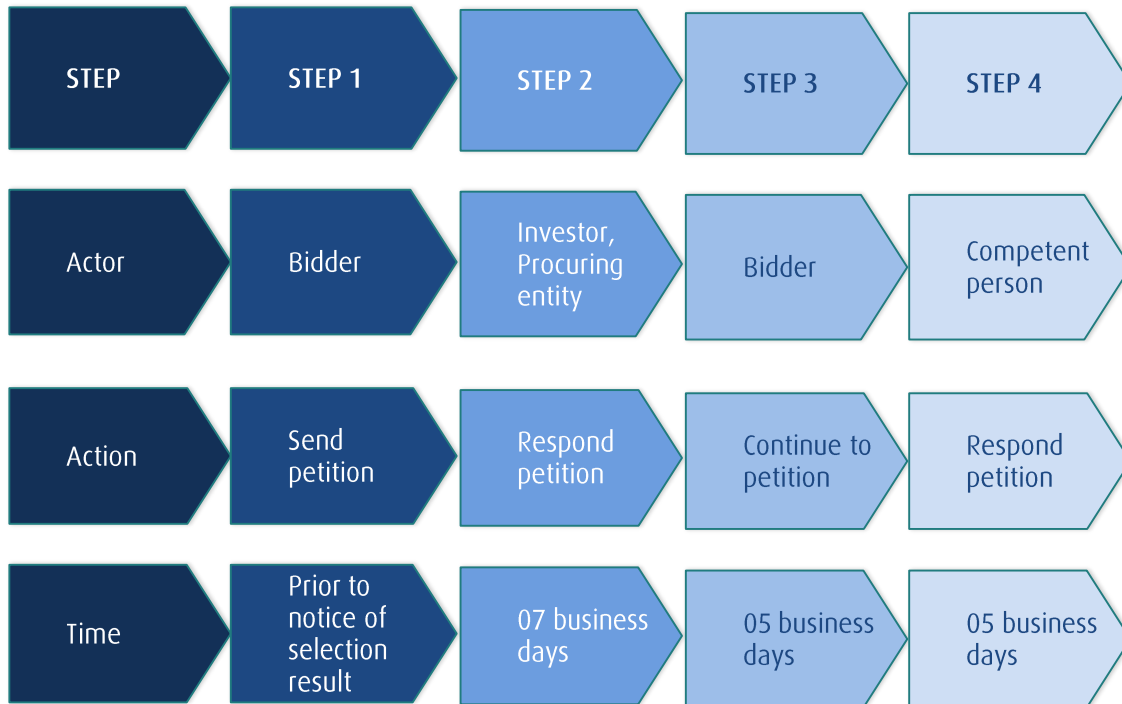 STEP
STEP 1
STEP 2
STEP 3
STEP 4
Actor
Bidder
Investor,
Procuring
entity
Bidder
Competent
person
Action
Send
petition
Respond
petition
Continue to
petition
Respond
petition
Time
Prior to
notice of
selection
result
07 business
days
05 business
days
05 business
days